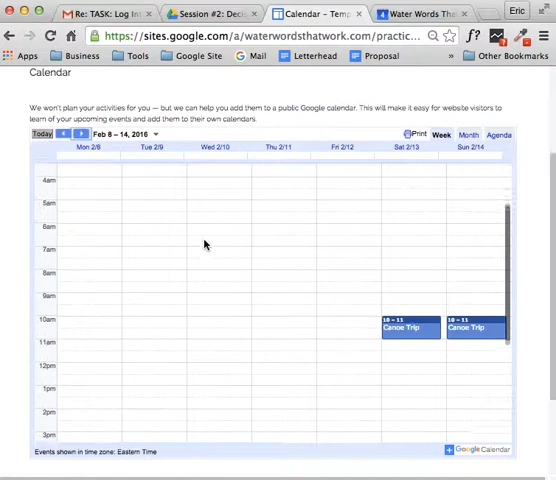 Re: TASK: Log In
Session #2: Deci
Calendar – Temp
Water Words Tha
Eric
https://sites.google.com/a/waterwordsthatwork.com/practic...
Apps
Business
Tools
Google Site
Mail
Letterhead
Proposal
»
Other Bookmarks
Calendar
We won't plan your activities for you — but we can help you add them to a public Google calendar. This will make it easy for website visitors to
learn of your upcoming events and add them to their own calendars.
Today
Feb 8 – 14, 2016
Print
Week
Month
Agenda
Mon 2/8
Tue 2/9
Wed 2/10
Thu 2/11
Fri 2/12
Sat 2/13
Sun 2/14
4am
5am
6am
7am
8am
9am
10am
10 – 11
Canoe Trip
10 – 11
Canoe Trip
11am
12pm
1pm
2pm
3pm
Events shown in time zone: Eastern Time
Google Calendar